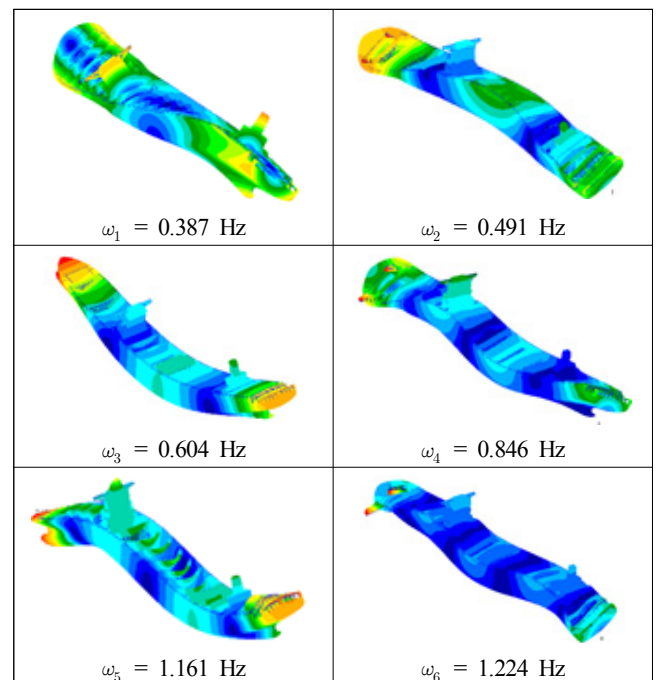 ω₁ = 0.387 Hz
ω₂ = 0.491 Hz
ω₃ = 0.604 Hz
ω₄ = 0.846 Hz
ω₅ = 1.161 Hz
ω₆ = 1.224 Hz